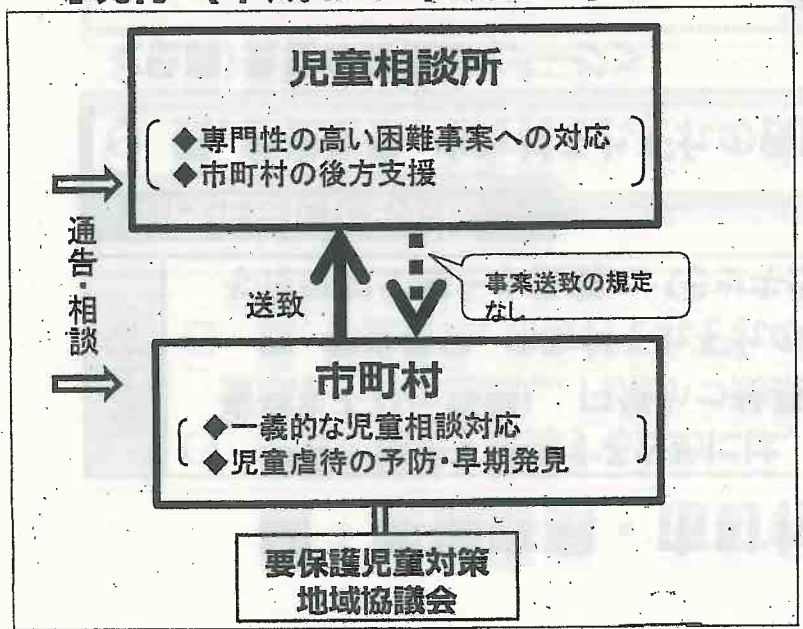 児童相談所
◆専門性の高い困難事案への対応
◆市町村の後方支援
通告・相談
送致
事案送致の規定
なし
市町村
◆一義的な児童相談対応
◆児童虐待の予防・早期発見
要保護児童対策
地域協議会